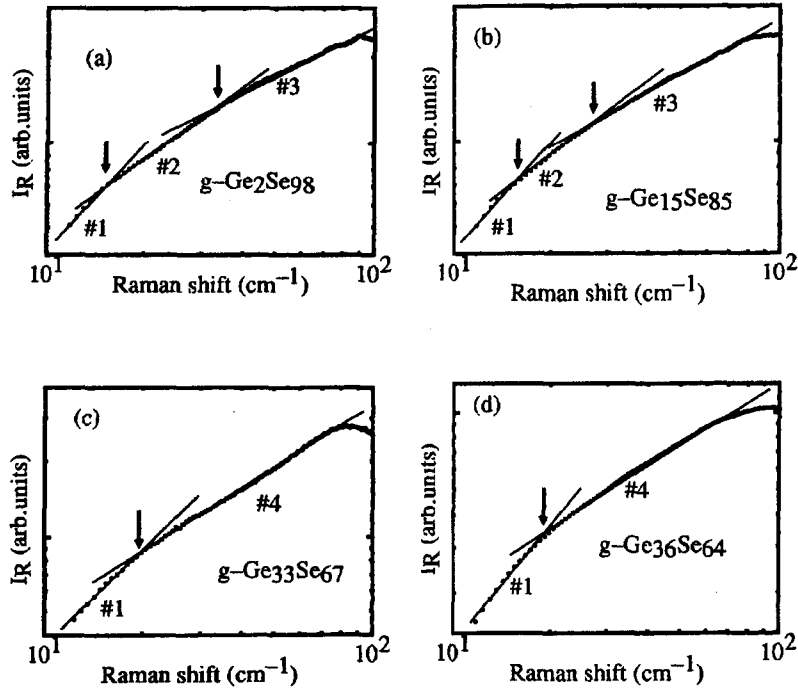 (a)
#3
#2
g–Ge2Se98
#1
IR (arb.units)
10^1
10^2
Raman shift (cm^–1)
(b)
#3
#2
g–Ge15Se85
#1
IR (arb.units)
10^1
10^2
Raman shift (cm^–1)
(c)
#4
g–Ge33Se67
#1
IR (arb.units)
10^1
10^2
Raman shift (cm^–1)
(d)
#4
g–Ge36Se64
#1
IR (arb.units)
10^1
10^2
Raman shift (cm^–1)